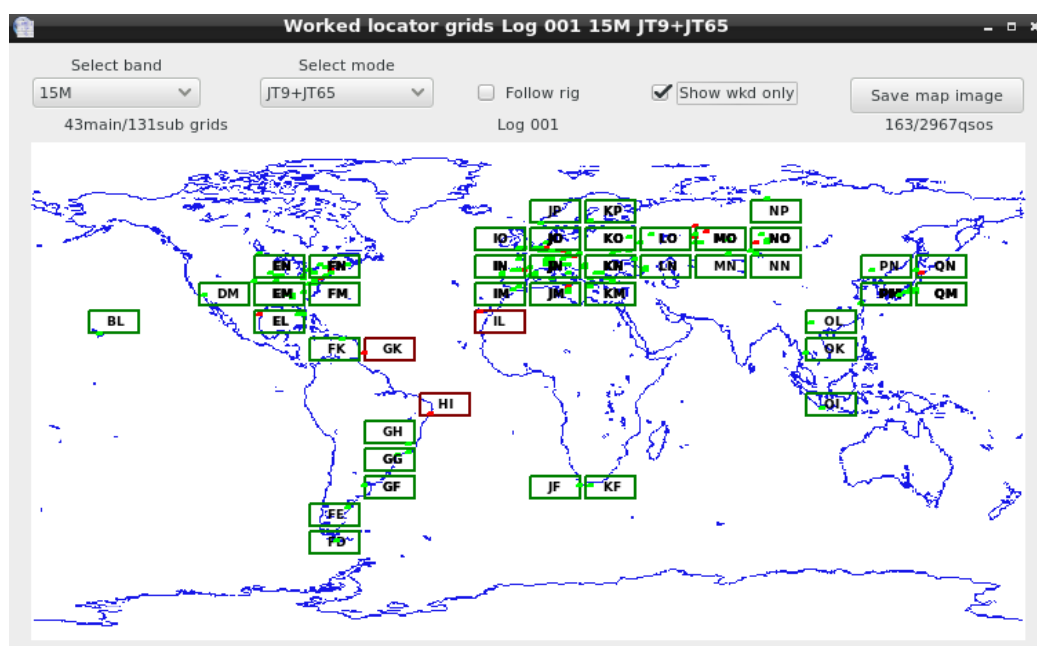 Worked locator grids Log 001 15M JT9+JT65
Select band Select mode
15M JT9+JT65 Follow rig Show wkd only Save map image
43main/131sub grids Log 001 163/2967qsos
JP KP NP
IO JO KO LO MO NO
EN FN IN JN KN LN MN NN PN QN
DM EM FM IM JM KM QM
BL EL IL OL
FK GK OK
HI OI
GH
GG
GF JF KF
FE
FD